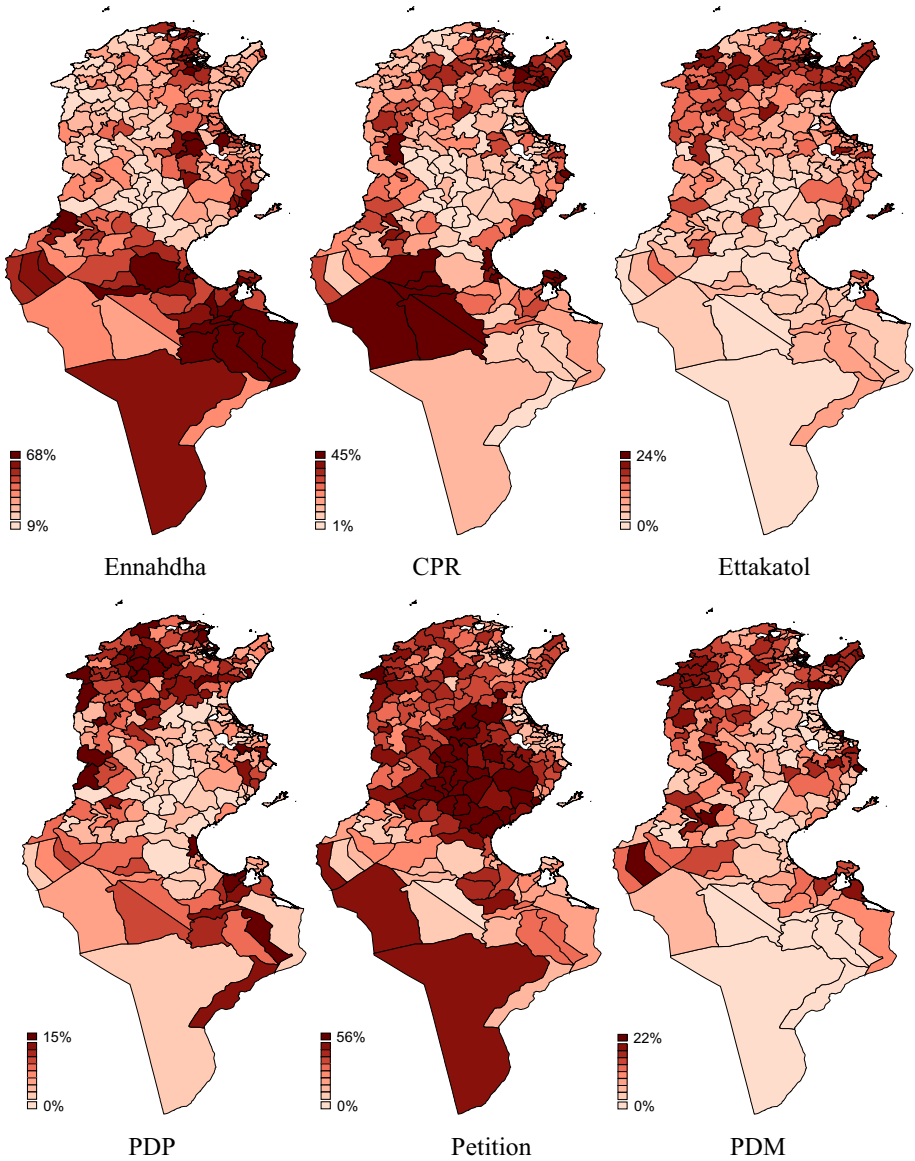 68%
9%
Ennahdha
45%
1%
CPR
24%
0%
Ettakatol
15%
0%
PDP
56%
0%
Petition
22%
0%
PDM